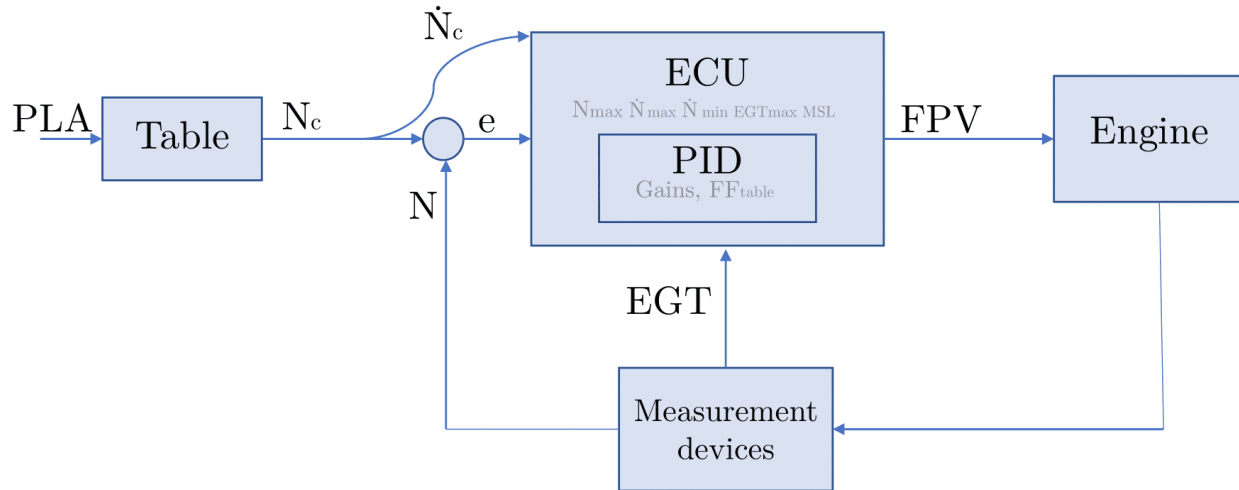 PLA
Table
Nc
Ṅc
e
N
ECU
Nmax Ṅmax Ṅmin EGTmax MSL
PID
Gains, FFtable
FPV
Engine
EGT
Measurement
devices